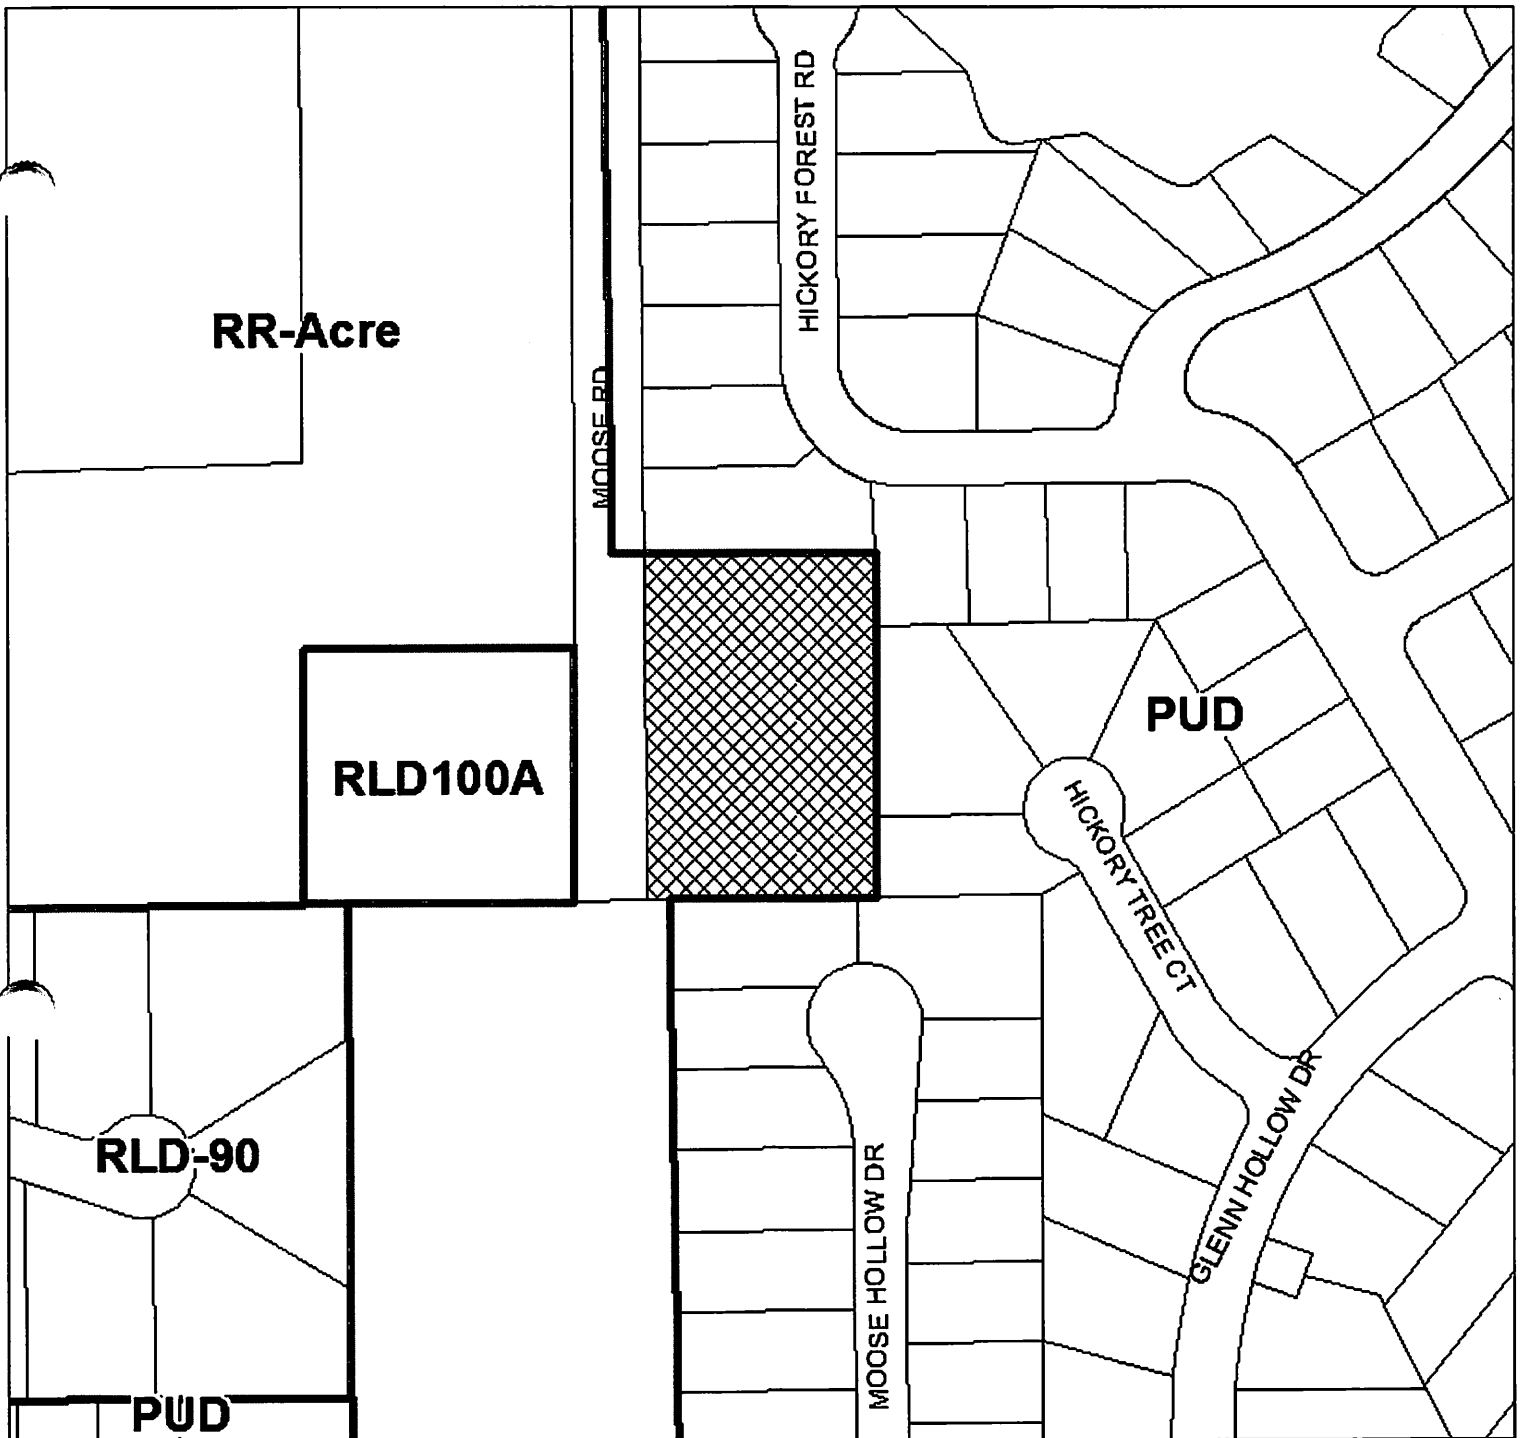 HICKORY FOREST RD
RR-Acre
MOOSE RD
PUD
RLD100A
HICKORY TREE CT
RLD-90
GLENN HOLLOW DR
MOOSE HOLLOW DR
PUD